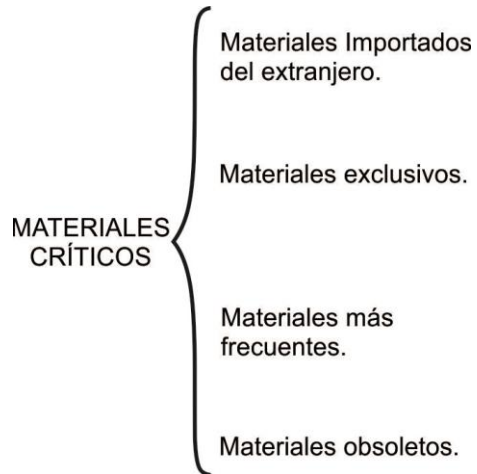 MATERIALES
CRÍTICOS
Materiales Importados
del extranjero.
Materiales exclusivos.
Materiales más
frecuentes.
Materiales obsoletos.